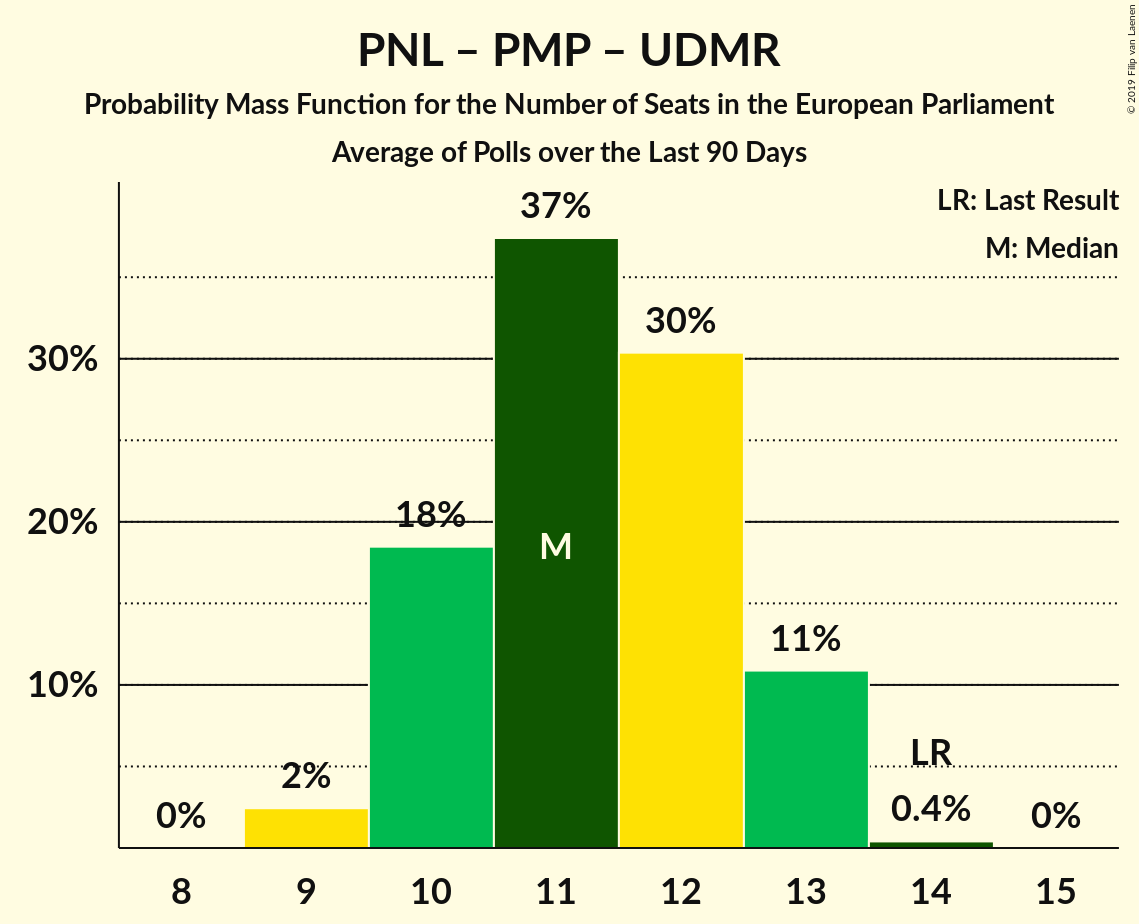 PNL – PMP – UDMR
Probability Mass Function for the Number of Seats in the European Parliament
Average of Polls over the Last 90 Days
© 2019 Filip van Laenen
LR: Last Result
M: Median
37%
30%
30%
18%
20%
M
11%
10%
LR
2%
0%
0.4%
0%
8 9 10 11 12 13 14 15